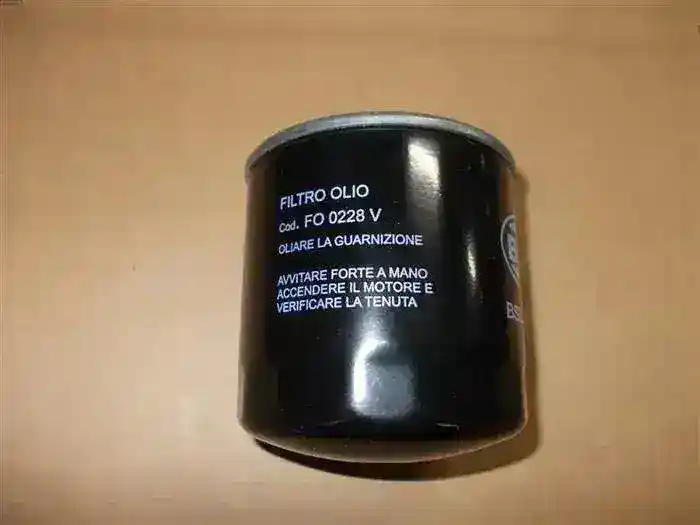 FILTRO OLIO
Cod. FO 0228 V
OLIARE LA GUARNIZIONE
AVVITARE FORTE A MANO
ACCENDERE IL MOTORE E
VERIFICARE LA TENUTA